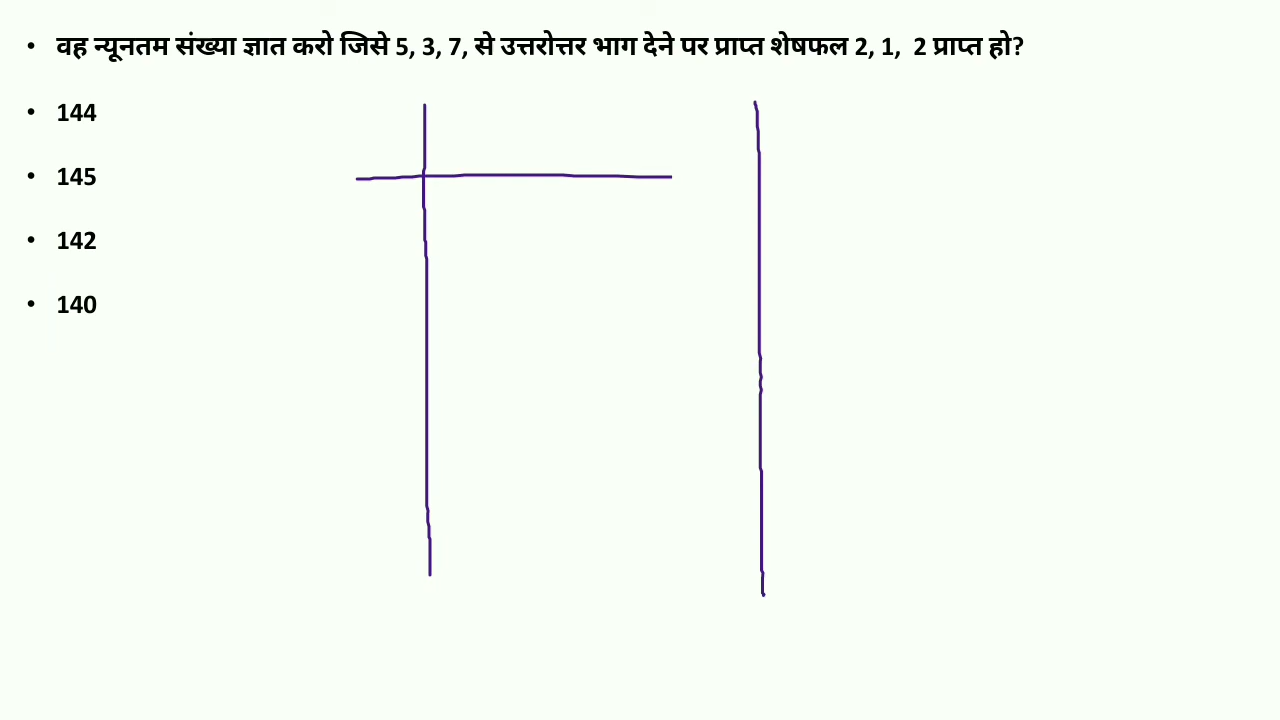 • वह न्यूनतम संख्या ज्ञात करो जिसे 5, 3, 7, से उत्तरोत्तर भाग देने पर प्राप्त शेषफल 2, 1,  2 प्राप्त हो?
• 144
• 145
• 142
• 140